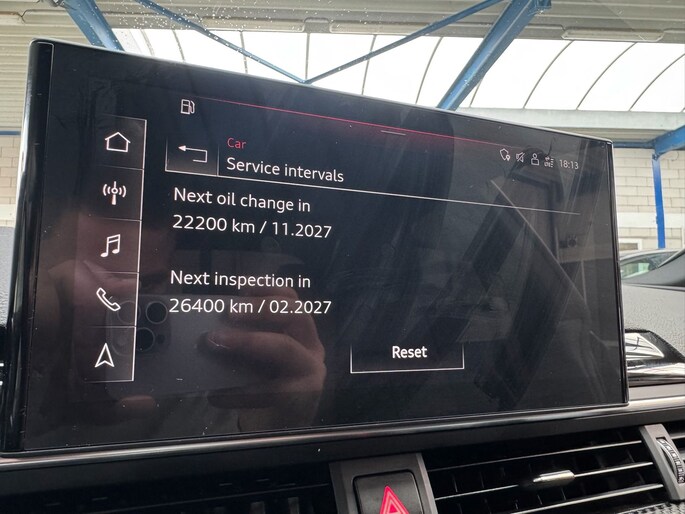 Car
Service intervals
18:13
Next oil change in
22200 km / 11.2027
Next inspection in
26400 km / 02.2027
Reset